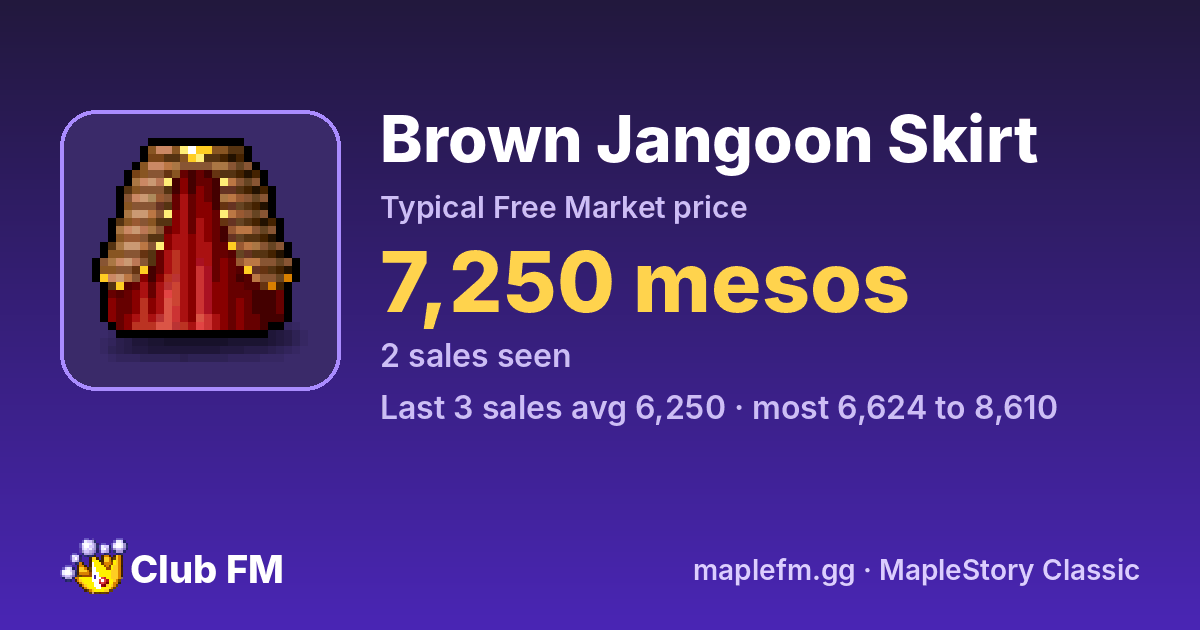 Brown Jangoon Skirt
Typical Free Market price
7,250 mesos
2 sales seen
Last 3 sales avg 6,250 · most 6,624 to 8,610
Club FM
maplefm.gg · MapleStory Classic